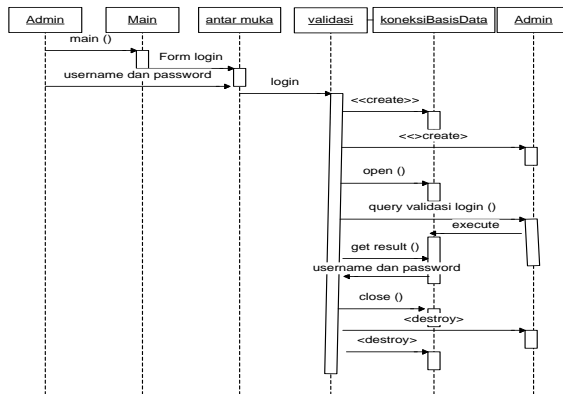 Admin
Main
antar muka
validasi
koneksiBasisData
Admin
main ()
Form login
username dan password
login
<<create>>
<<>create>
open ()
query validasi login ()
execute
get result ()
username dan password
close ()
<destroy>
<destroy>